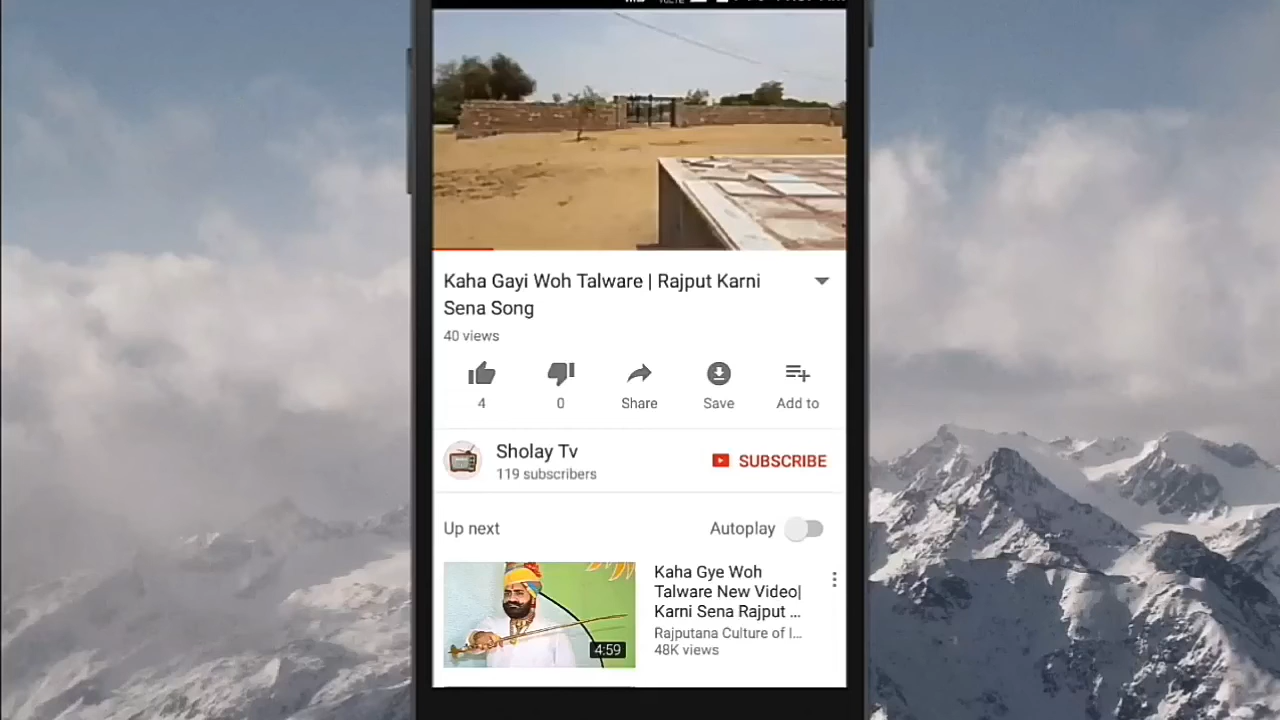 Kaha Gayi Woh Talware | Rajput Karni
Sena Song
40 views
4
0
Share
Save
Add to
Sholay Tv
119 subscribers
SUBSCRIBE
Up next
Autoplay
Kaha Gye Woh
Talware New Video|
Karni Sena Rajput ...
Rajputana Culture of I...
48K views
4:59